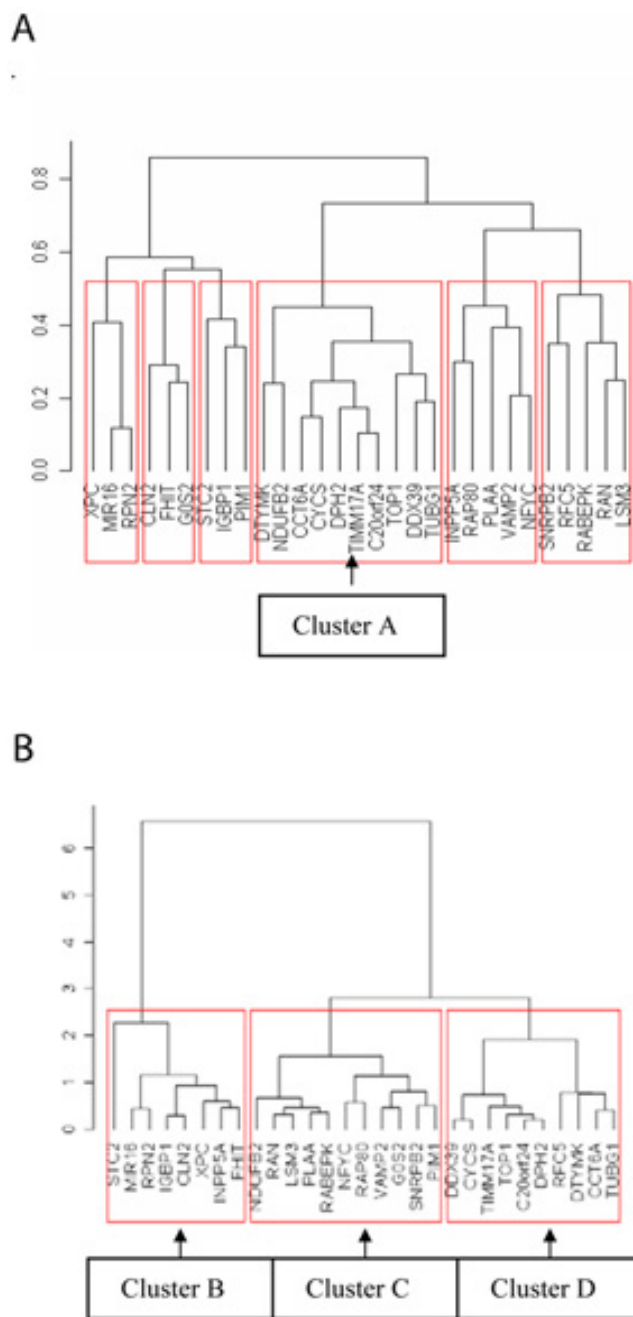 A
0.8
0.6
0.4
0.2
0.0
XPC
MIR16
RPN2
CLN2
FHIT
G0S2
STC2
IGBP1
PIM1
DTYMK
NDUFB2
CCT6A
CYCS
DPH2
TIMM17A
C20orf24
TOP1
DDX39
TUBG1
INPP5A
RAP80
PLAA
VAMP2
NFYC
SNRPB2
RFC5
RABEPK
RAN
LSM3
Cluster A
B
6
5
4
3
2
1
0
STC2
MIR16
RPN2
IGBP1
CLN2
XPC
INPP5A
FHIT
NDUFB2
RAN
LSM3
PLAA
RABEPK
NFYC
RAP80
VAMP2
G0S2
SNRPB2
PIM1
DDX39
CYCS
TIMM17A
TOP1
C20orf24
DPH2
RFC5
DTYMK
CCT6A
TUBG1
Cluster B
Cluster C
Cluster D